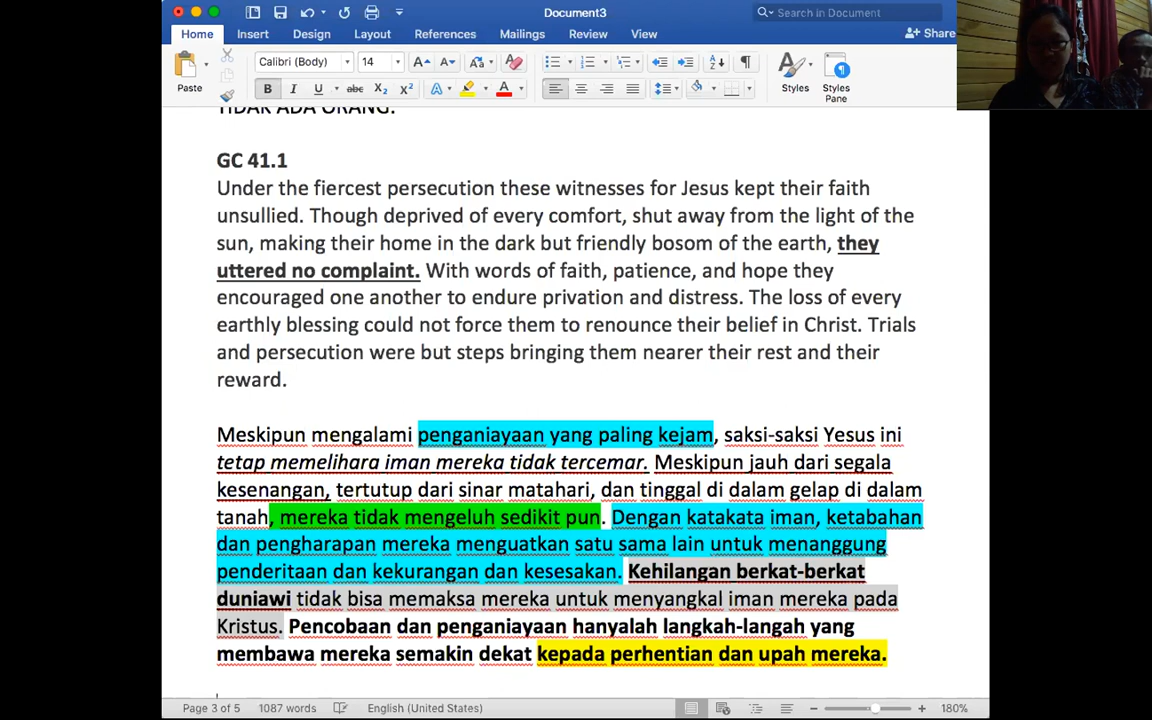 Document3
Search in Document
Home Insert Design Layout References Mailings Review View Share
Paste Calibri (Body) 14 Styles Styles Pane
TIDAK ADA ORANG.
GC 41.1
Under the fiercest persecution these witnesses for Jesus kept their faith
unsullied. Though deprived of every comfort, shut away from the light of the
sun, making their home in the dark but friendly bosom of the earth, they
uttered no complaint. With words of faith, patience, and hope they
encouraged one another to endure privation and distress. The loss of every
earthly blessing could not force them to renounce their belief in Christ. Trials
and persecution were but steps bringing them nearer their rest and their
reward.
Meskipun mengalami penganiayaan yang paling kejam, saksi-saksi Yesus ini
tetap memelihara iman mereka tidak tercemar. Meskipun jauh dari segala
kesenangan, tertutup dari sinar matahari, dan tinggal di dalam gelap di dalam
tanah, mereka tidak mengeluh sedikit pun. Dengan katakata iman, ketabahan
dan pengharapan mereka menguatkan satu sama lain untuk menanggung
penderitaan dan kekurangan dan kesesakan. Kehilangan berkat-berkat
duniawi tidak bisa memaksa mereka untuk menyangkal iman mereka pada
Kristus. Pencobaan dan penganiayaan hanyalah langkah-langah yang
membawa mereka semakin dekat kepada perhentian dan upah mereka.
Page 3 of 5 1087 words English (United States) 180%